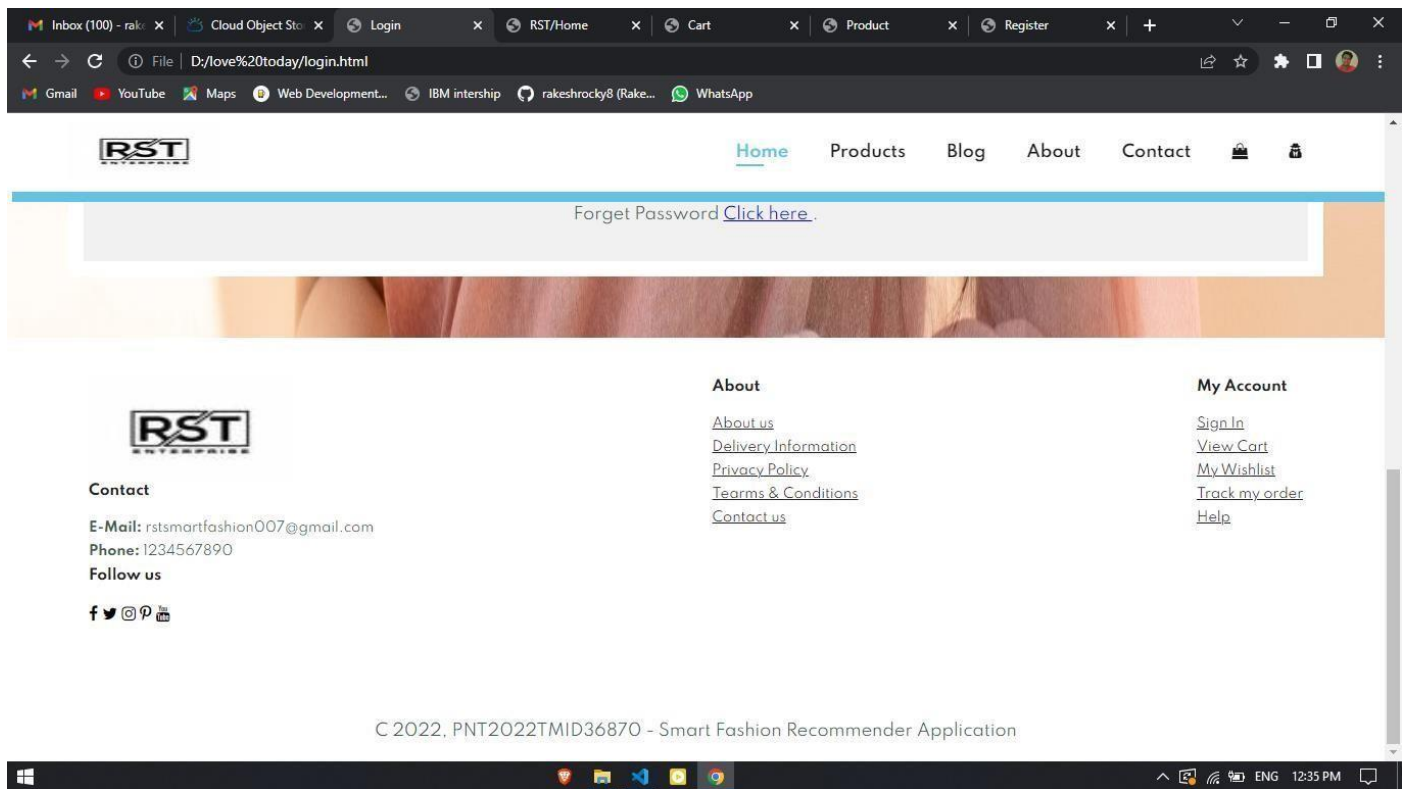 Inbox (100) - rake
Cloud Object Sto
Login
RST/Home
Cart
Product
Register
File
D:/love%20today/login.html
Gmail
YouTube
Maps
Web Development...
IBM intership
rakeshrocky8 (Rake...
WhatsApp
RST
ENTERPRISE
Home
Products
Blog
About
Contact
Forget Password Click here .
RST
ENTERPRISE
Contact
E-Mail: rstsmartfashion007@gmail.com
Phone: 1234567890
Follow us
About
About us
Delivery Information
Privacy Policy
Tearms & Conditions
Contact us
My Account
Sign In
View Cart
My Wishlist
Track my order
Help
C 2022, PNT2022TMID36870 - Smart Fashion Recommender Application
ENG
12:35 PM